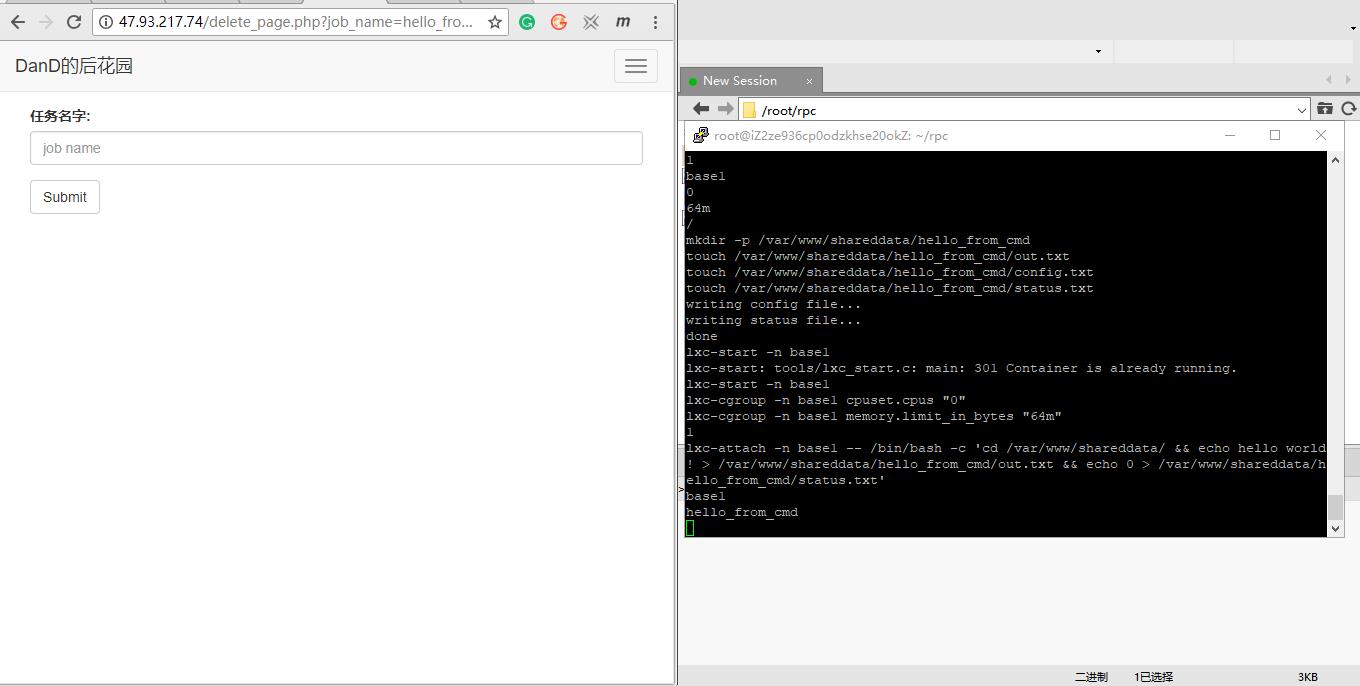 47.93.217.74/delete_page.php?job_name=hello_fro...
m
DanD的后花园
任务名字:
job name
Submit
New Session
/root/rpc
root@iZ2ze936cp0odzkhse20okZ: ~/rpc
1
base1
0
64m
/
mkdir -p /var/www/shareddata/hello_from_cmd
touch /var/www/shareddata/hello_from_cmd/out.txt
touch /var/www/shareddata/hello_from_cmd/config.txt
touch /var/www/shareddata/hello_from_cmd/status.txt
writing config file...
writing status file...
done
lxc-start -n base1
lxc-start: tools/lxc_start.c: main: 301 Container is already running.
lxc-start -n base1
lxc-cgroup -n base1 cpuset.cpus "0"
lxc-cgroup -n base1 memory.limit_in_bytes "64m"
1
lxc-attach -n base1 -- /bin/bash -c 'cd /var/www/shareddata/ && echo hello world
! > /var/www/shareddata/hello_from_cmd/out.txt && echo 0 > /var/www/shareddata/h
ello_from_cmd/status.txt'
base1
hello_from_cmd
二进制 1已选择 3KB